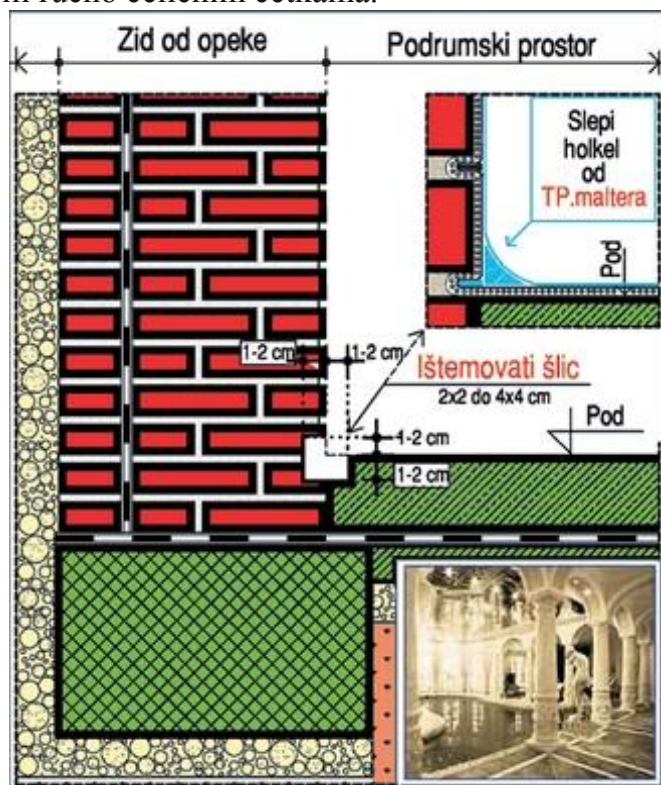 Zid od opeke
Podrumski prostor
Slepi
holkel
od
TP.maltera
Pod
1-2 cm
1-2 cm
Ištemovati šlic
2x2 do 4x4 cm
Pod
1-2 cm
1-2 cm